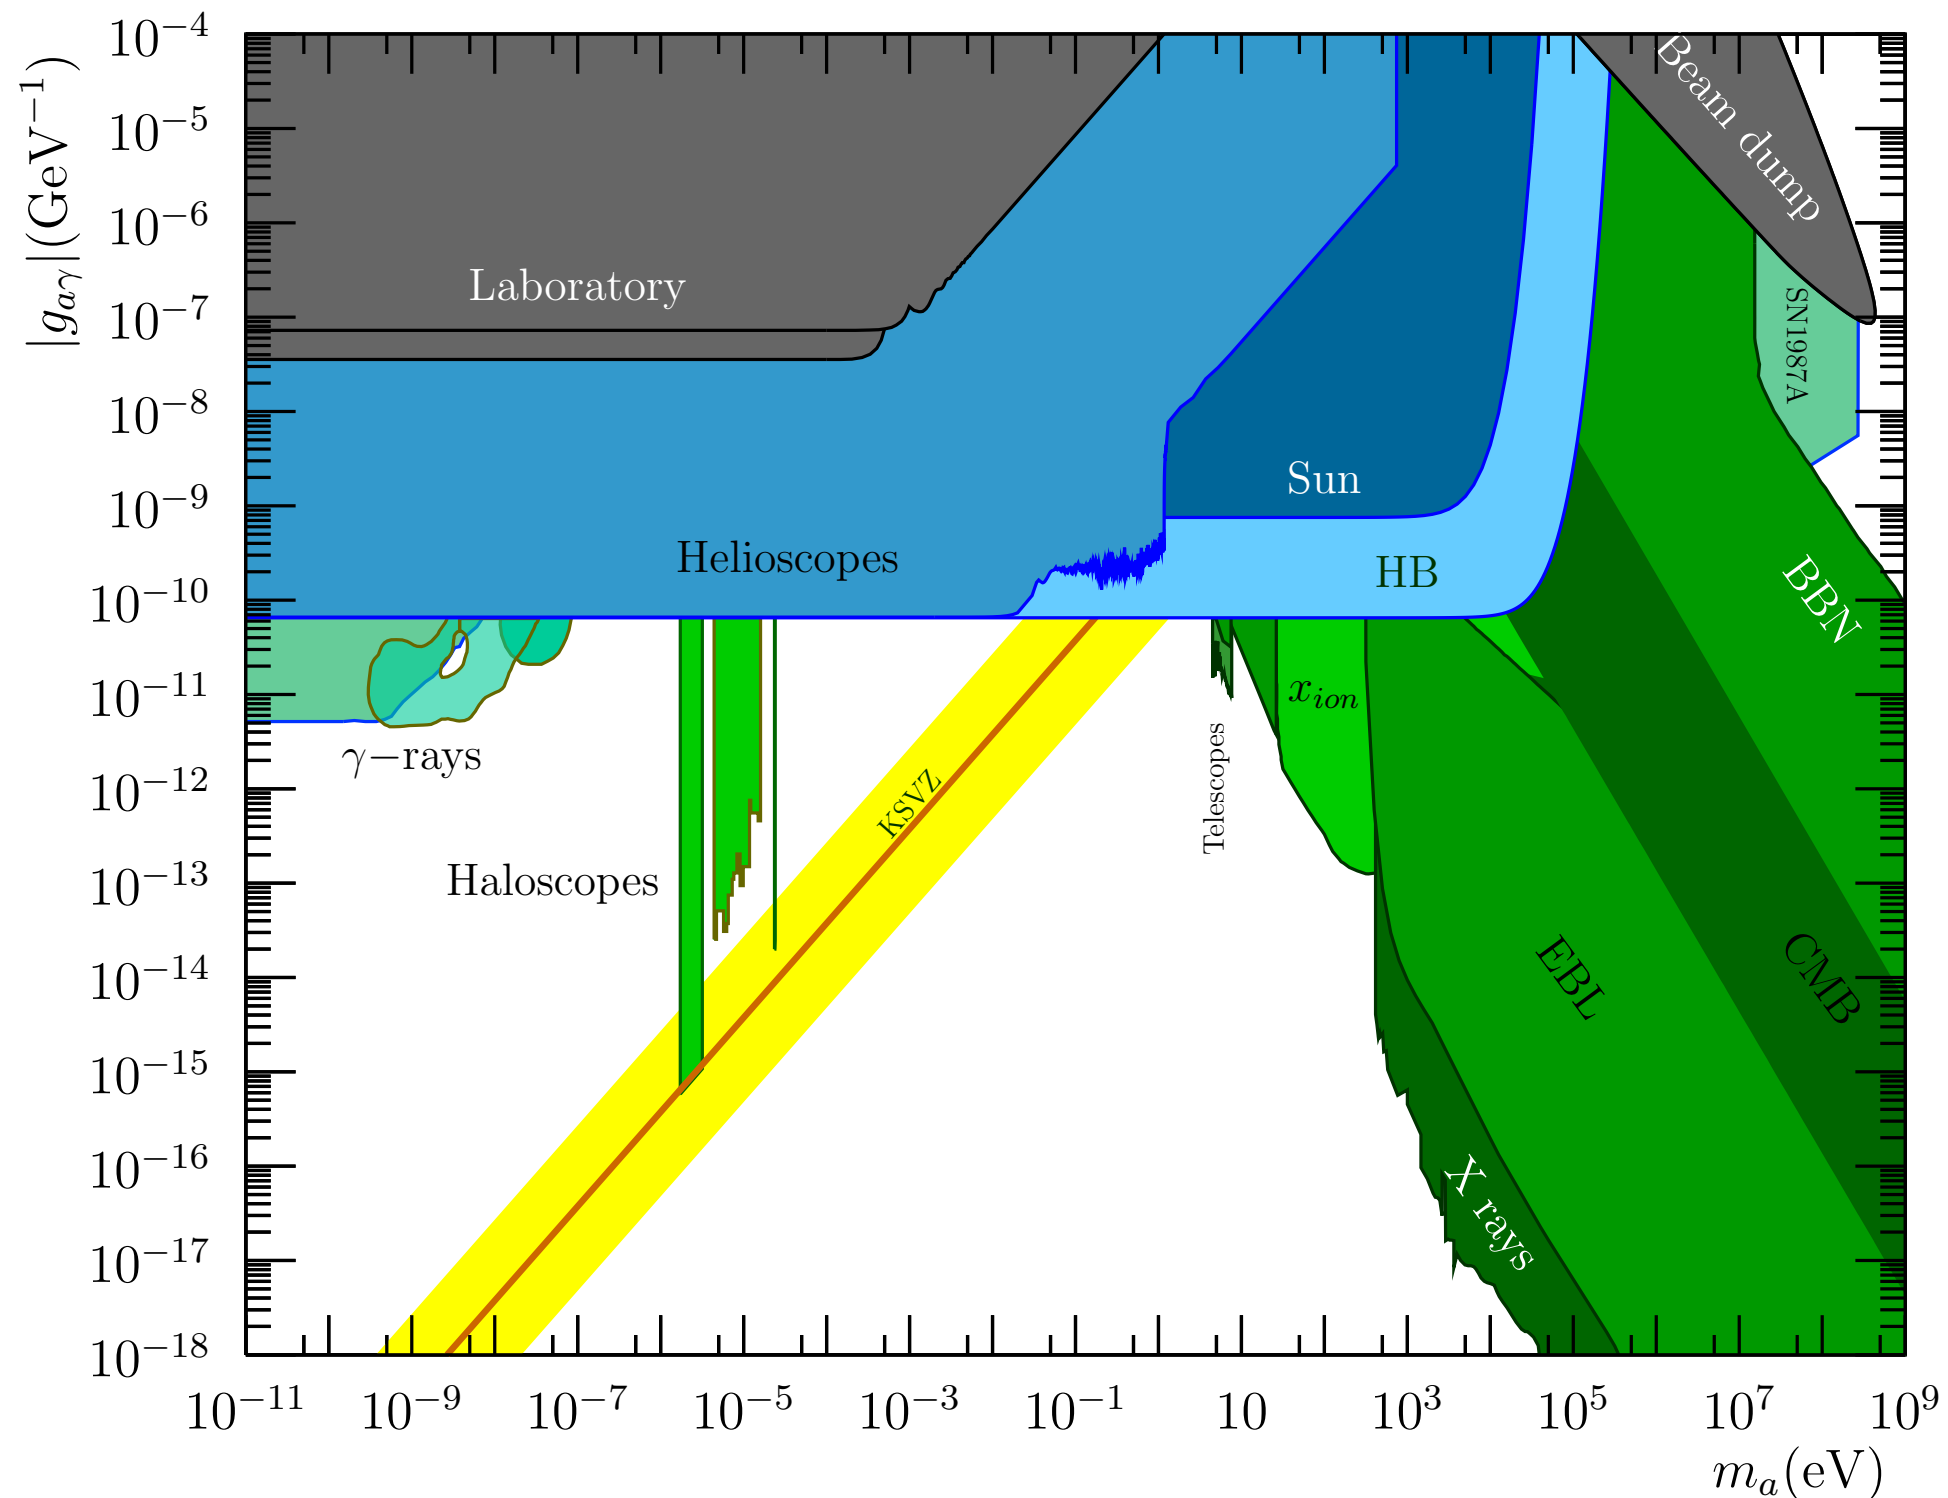 |g_{aγ}|(GeV^{−1})
10^{−4}
10^{−5}
10^{−6}
10^{−7}
10^{−8}
10^{−9}
10^{−10}
10^{−11}
10^{−12}
10^{−13}
10^{−14}
10^{−15}
10^{−16}
10^{−17}
10^{−18}
Beam dump
Laboratory
SN1987A
Sun
Helioscopes
HB
BBN
x_{ion}
γ−rays
Telescopes
KSVZ
Haloscopes
EBL
CMB
X rays
10^{−11} 10^{−9} 10^{−7} 10^{−5} 10^{−3} 10^{−1} 10 10^{3} 10^{5} 10^{7} 10^{9}
m_a(eV)